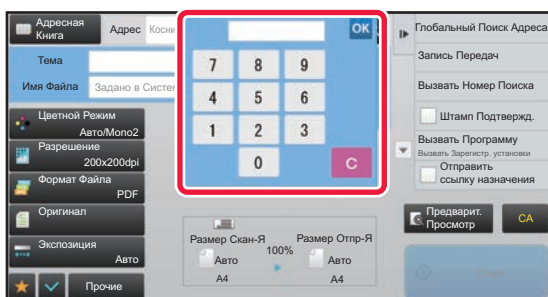 Адресная
Книга
Адрес
Косни
OK
Глобальный Поиск Адреса
Тема
Запись Передач
Имя Файла
Задано в Систем
7 8 9
Вызвать Номер Поиска
4 5 6
Цветной Режим
Авто/Mono2
Штамп Подтвержд.
1 2 3
Разрешение
200x200dpi
Вызвать Программу
Вызвать Зарегистр. установки
0 C
Формат Файла
PDF
Отправить
ссылку назначения
Оригинал
Предварит.
Просмотр
CA
Экспозиция
Авто
Размер Скан-Я
100%
Размер Отпр-Я
Авто
A4
Авто
A4
Прочие
Старт